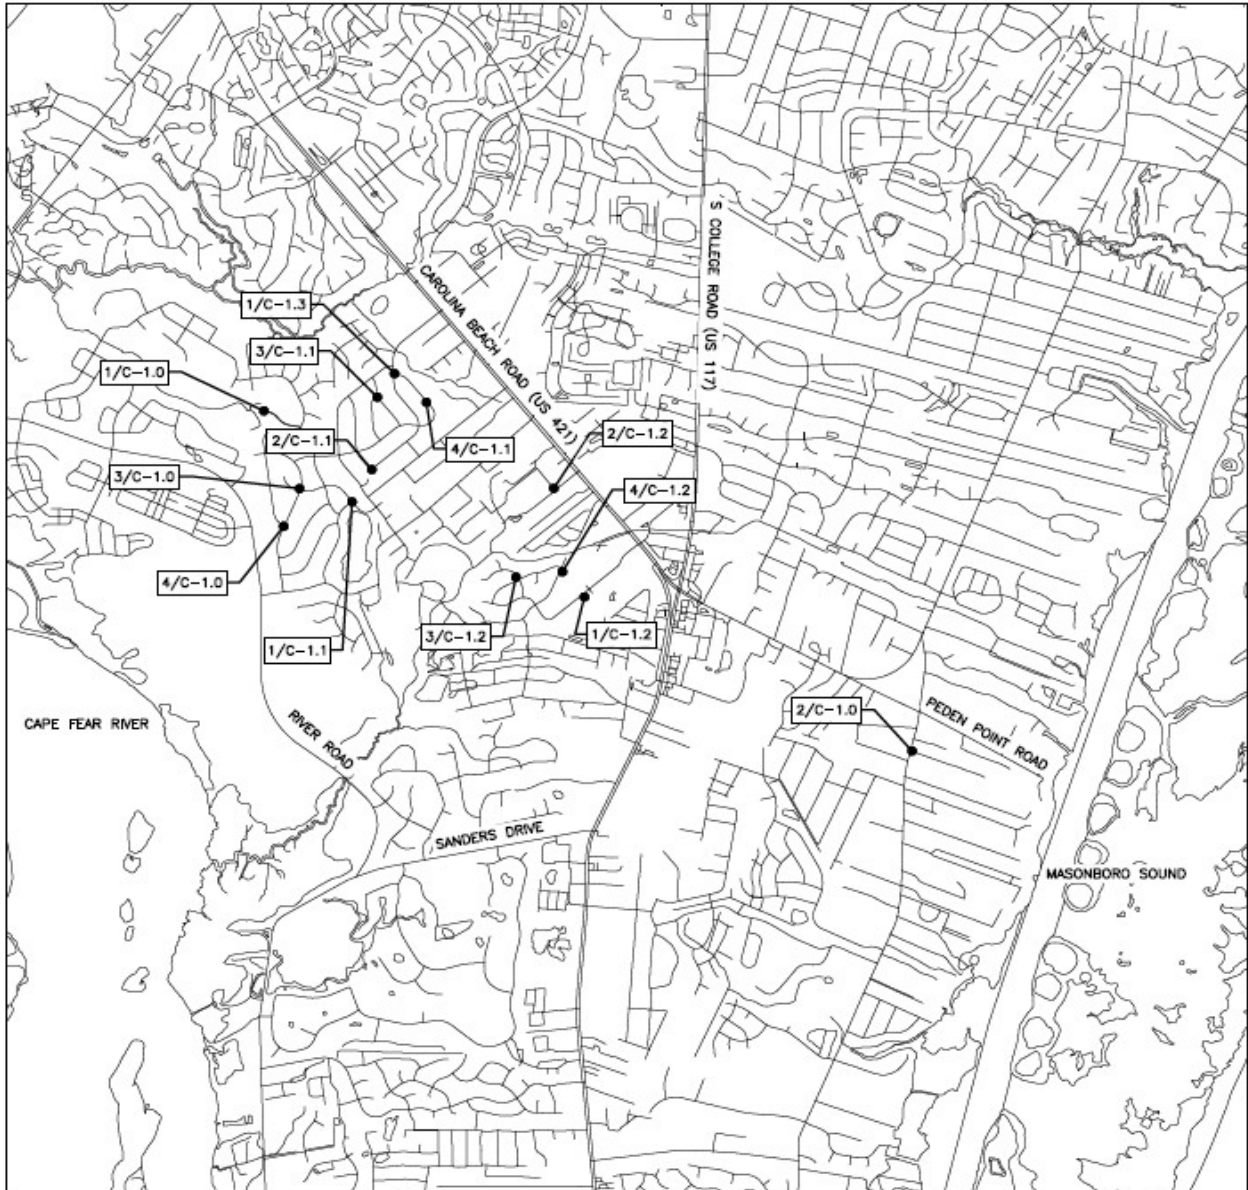 S COLLEGE ROAD (US 117)
CAROLINA BEACH ROAD (US 421)
1/C-1.3
3/C-1.1
1/C-1.0
2/C-1.1
4/C-1.1
2/C-1.2
3/C-1.0
4/C-1.2
4/C-1.0
3/C-1.2
1/C-1.2
1/C-1.1
2/C-1.0
PEDEN POINT ROAD
CAPE FEAR RIVER
RIVER ROAD
SANDERS DRIVE
MASONBORO SOUND